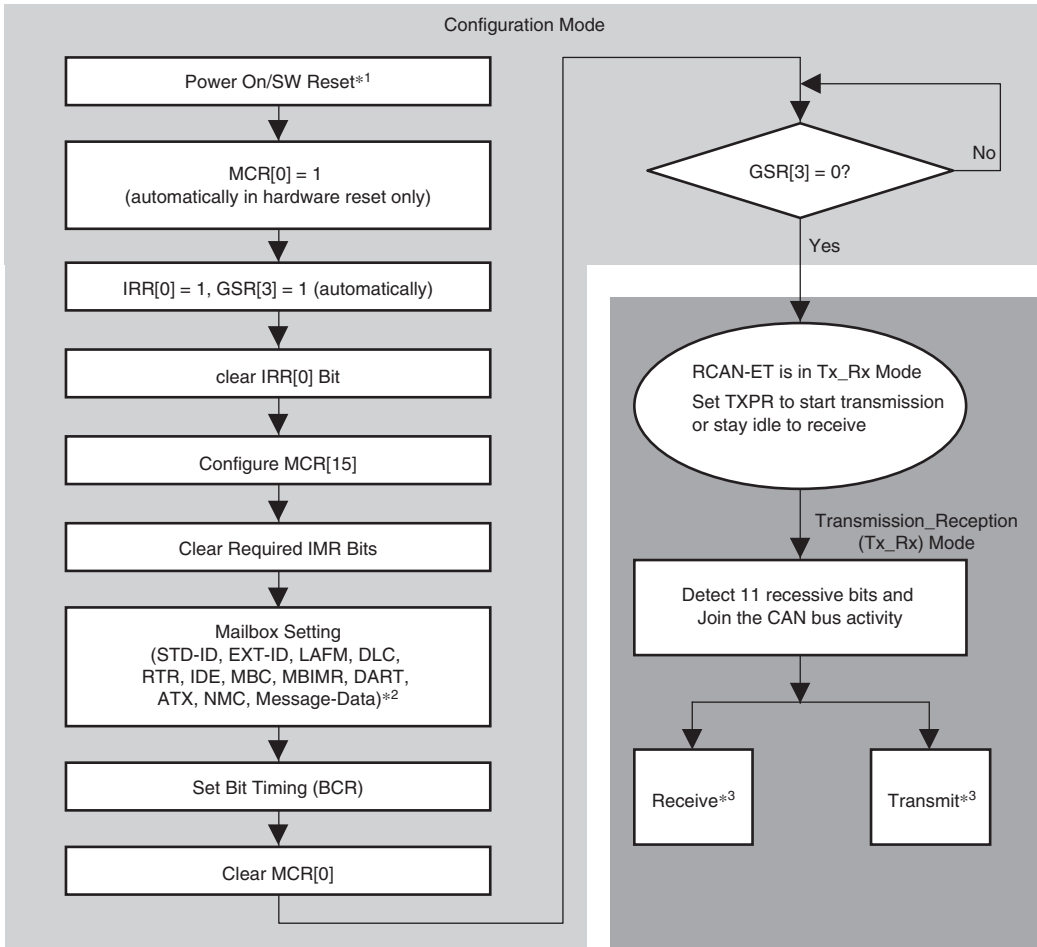 Configuration Mode
Power On/SW Reset*1
MCR[0] = 1
(automatically in hardware reset only)
IRR[0] = 1, GSR[3] = 1 (automatically)
clear IRR[0] Bit
Configure MCR[15]
Clear Required IMR Bits
Mailbox Setting
(STD-ID, EXT-ID, LAFM, DLC,
RTR, IDE, MBC, MBIMR, DART,
ATX, NMC, Message-Data)*2
Set Bit Timing (BCR)
Clear MCR[0]
GSR[3] = 0?
No
Yes
RCAN-ET is in Tx_Rx Mode
Set TXPR to start transmission
or stay idle to receive
Transmission_Reception
(Tx_Rx) Mode
Detect 11 recessive bits and
Join the CAN bus activity
Receive*3
Transmit*3